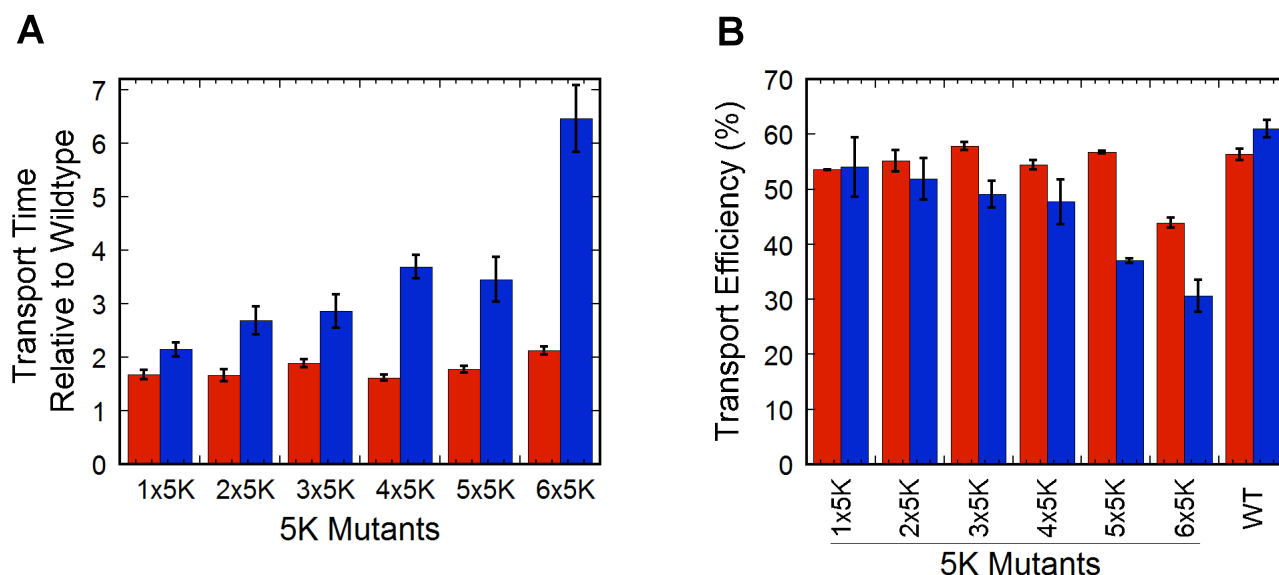 A
Transport Time
Relative to Wildtype
7
6
5
4
3
2
1
0
1x5K 2x5K 3x5K 4x5K 5x5K 6x5K
5K Mutants
B
Transport Efficiency (%)
70
60
50
40
30
20
10
0
1x5K 2x5K 3x5K 4x5K 5x5K 6x5K WT
5K Mutants